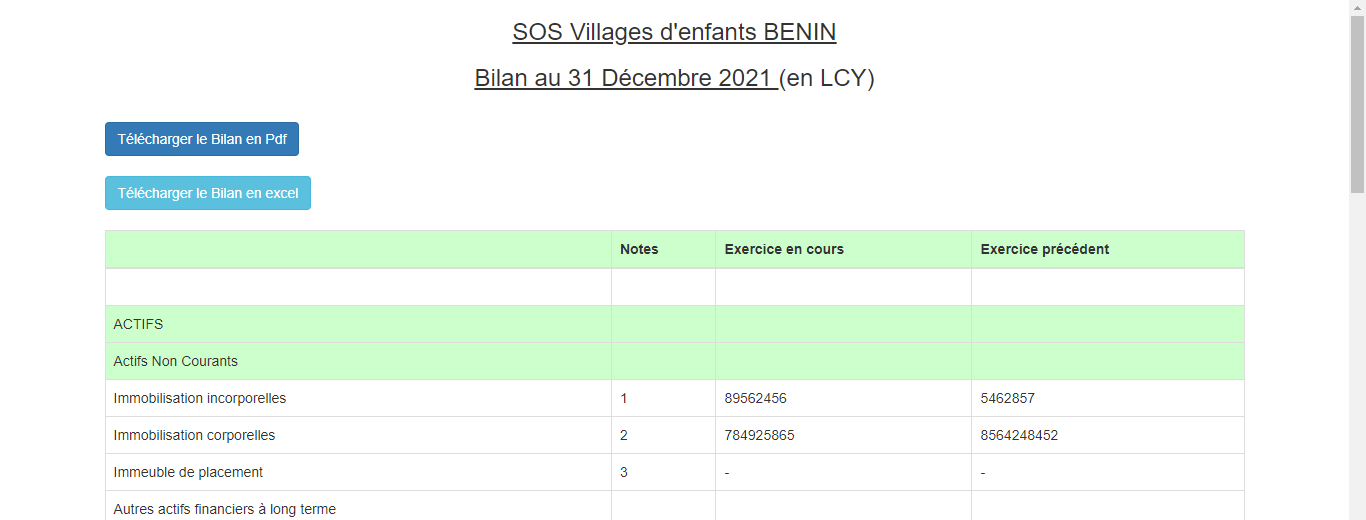 SOS Villages d'enfants BENIN
Bilan au 31 Décembre 2021 (en LCY)
Télécharger le Bilan en Pdf
Télécharger le Bilan en excel
Notes Exercice en cours Exercice précédent
ACTIFS
Actifs Non Courants
Immobilisation incorporelles 1 89562456 5462857
Immobilisation corporelles 2 784925865 8564248452
Immeuble de placement 3 - -
Autres actifs financiers à long terme